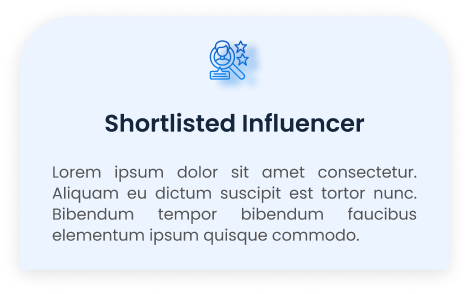 Shortlisted Influencer
Lorem ipsum dolor sit amet consectetur.
Aliquam eu dictum suscipit est tortor nunc.
Bibendum tempor bibendum faucibus
elementum ipsum quisque commodo.